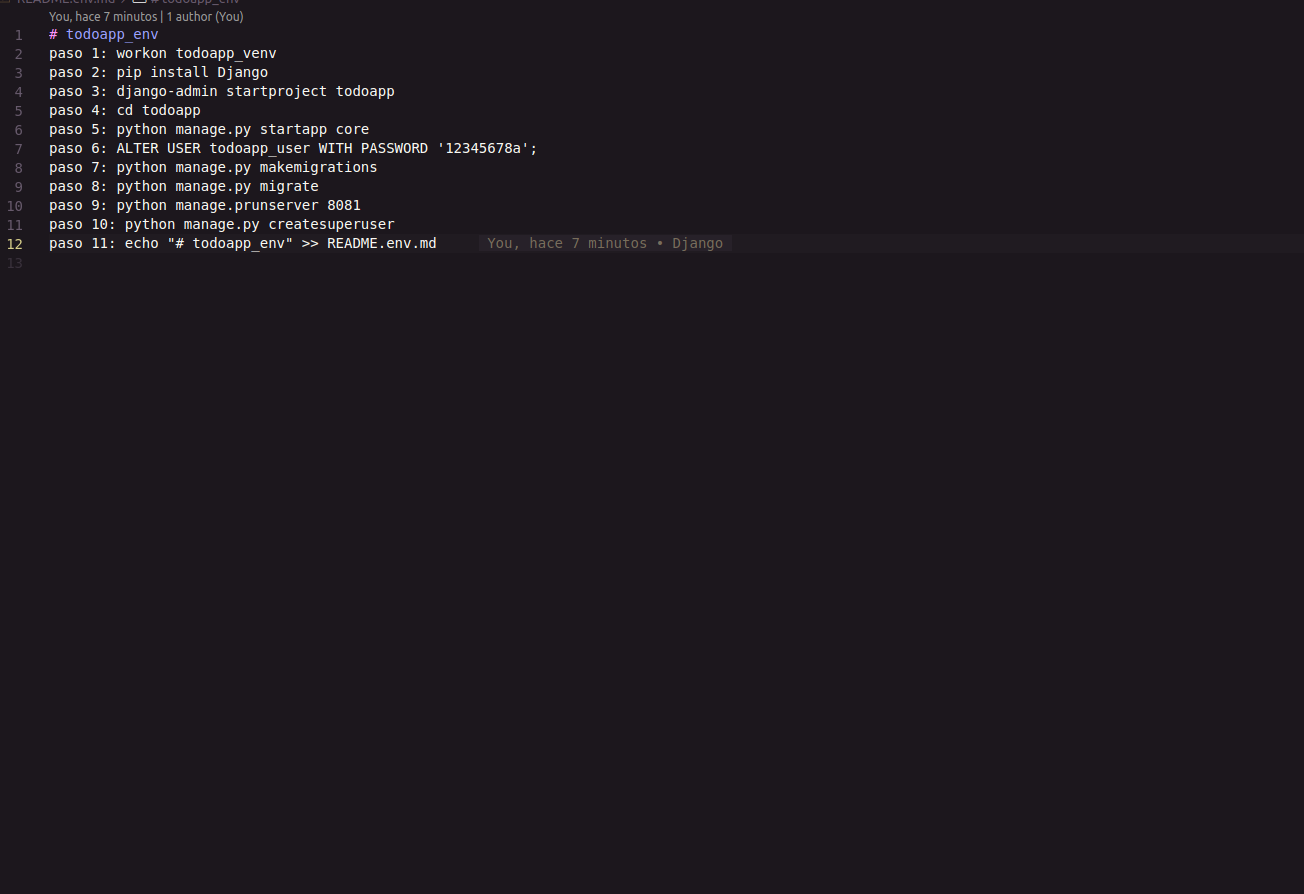 README.env.md > # todoapp_env
You, hace 7 minutos | 1 author (You)
1 # todoapp_env
2 paso 1: workon todoapp_venv
3 paso 2: pip install Django
4 paso 3: django-admin startproject todoapp
5 paso 4: cd todoapp
6 paso 5: python manage.py startapp core
7 paso 6: ALTER USER todoapp_user WITH PASSWORD '12345678a';
8 paso 7: python manage.py makemigrations
9 paso 8: python manage.py migrate
10 paso 9: python manage.prunserver 8081
11 paso 10: python manage.py createsuperuser
12 paso 11: echo "# todoapp_env" >> README.env.md You, hace 7 minutos • Django
13